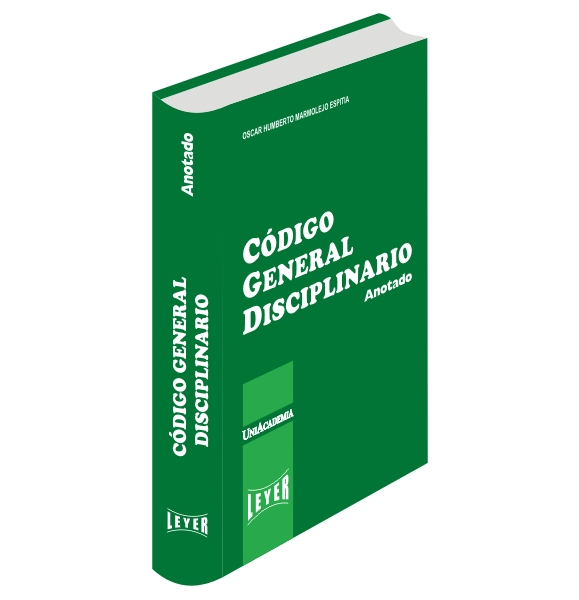 OSCAR HUMBERTO MARMOLEJO ESPITIA
CÓDIGO
GENERAL
DISCIPLINARIO
Anotado
UNIACADEMIA
LEYER
Anotado
CÓDIGO GENERAL
DISCIPLINARIO
LEYER